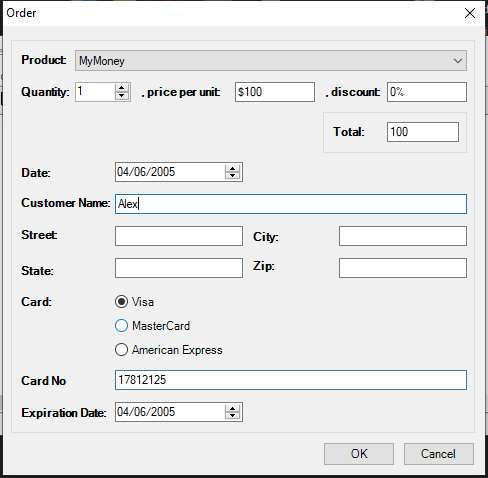 Order
Product: MyMoney
Quantity: 1 , price per unit: $100 , discount: 0%
Total: 100
Date: 04/06/2005
Customer Name: Alex
Street: City:
State: Zip:
Card: Visa
MasterCard
American Express
Card No 17812125
Expiration Date: 04/06/2005
OK Cancel